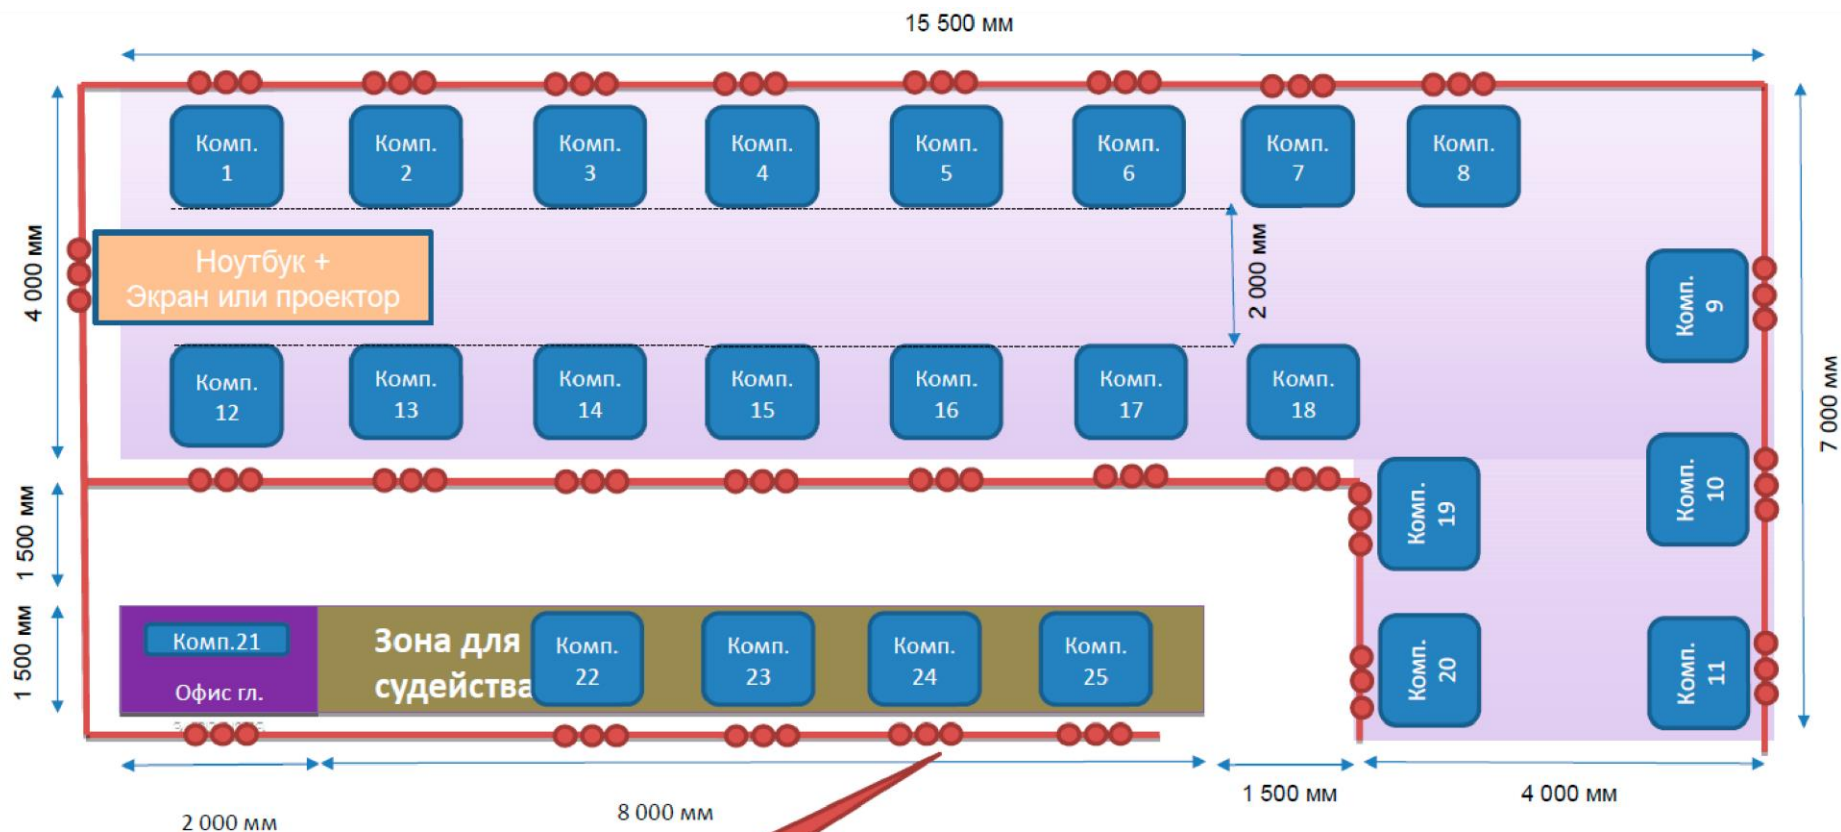 15 500 мм
Комп.
1
Комп.
2
Комп.
3
Комп.
4
Комп.
5
Комп.
6
Комп.
7
Комп.
8
4 000 мм
Ноутбук +
Экран или проектор
2 000 мм
Комп.
9
7 000 мм
Комп.
12
Комп.
13
Комп.
14
Комп.
15
Комп.
16
Комп.
17
Комп.
18
Комп.
10
Комп.
19
1 500 мм
1 500 мм
Комп.21
Офис гл.
Зона для
судейства
Комп.
22
Комп.
23
Комп.
24
Комп.
25
Комп.
20
Комп.
11
2 000 мм
8 000 мм
1 500 мм
4 000 мм